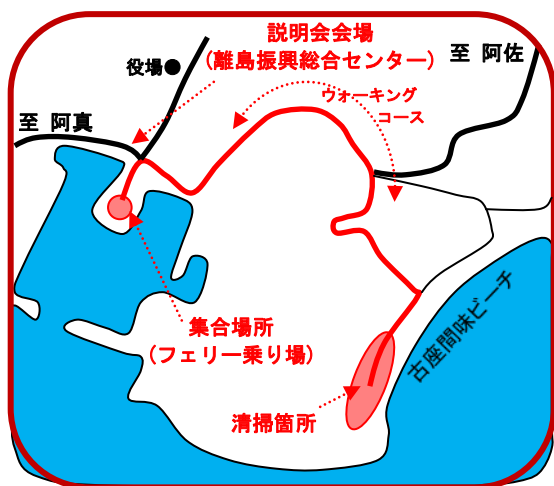 説明会会場
(離島振興総合センター)
役場●
至 阿佐
ウォーキング
コース
至 阿真
集合場所
(フェリー乗り場)
古座間味ビーチ
清掃箇所